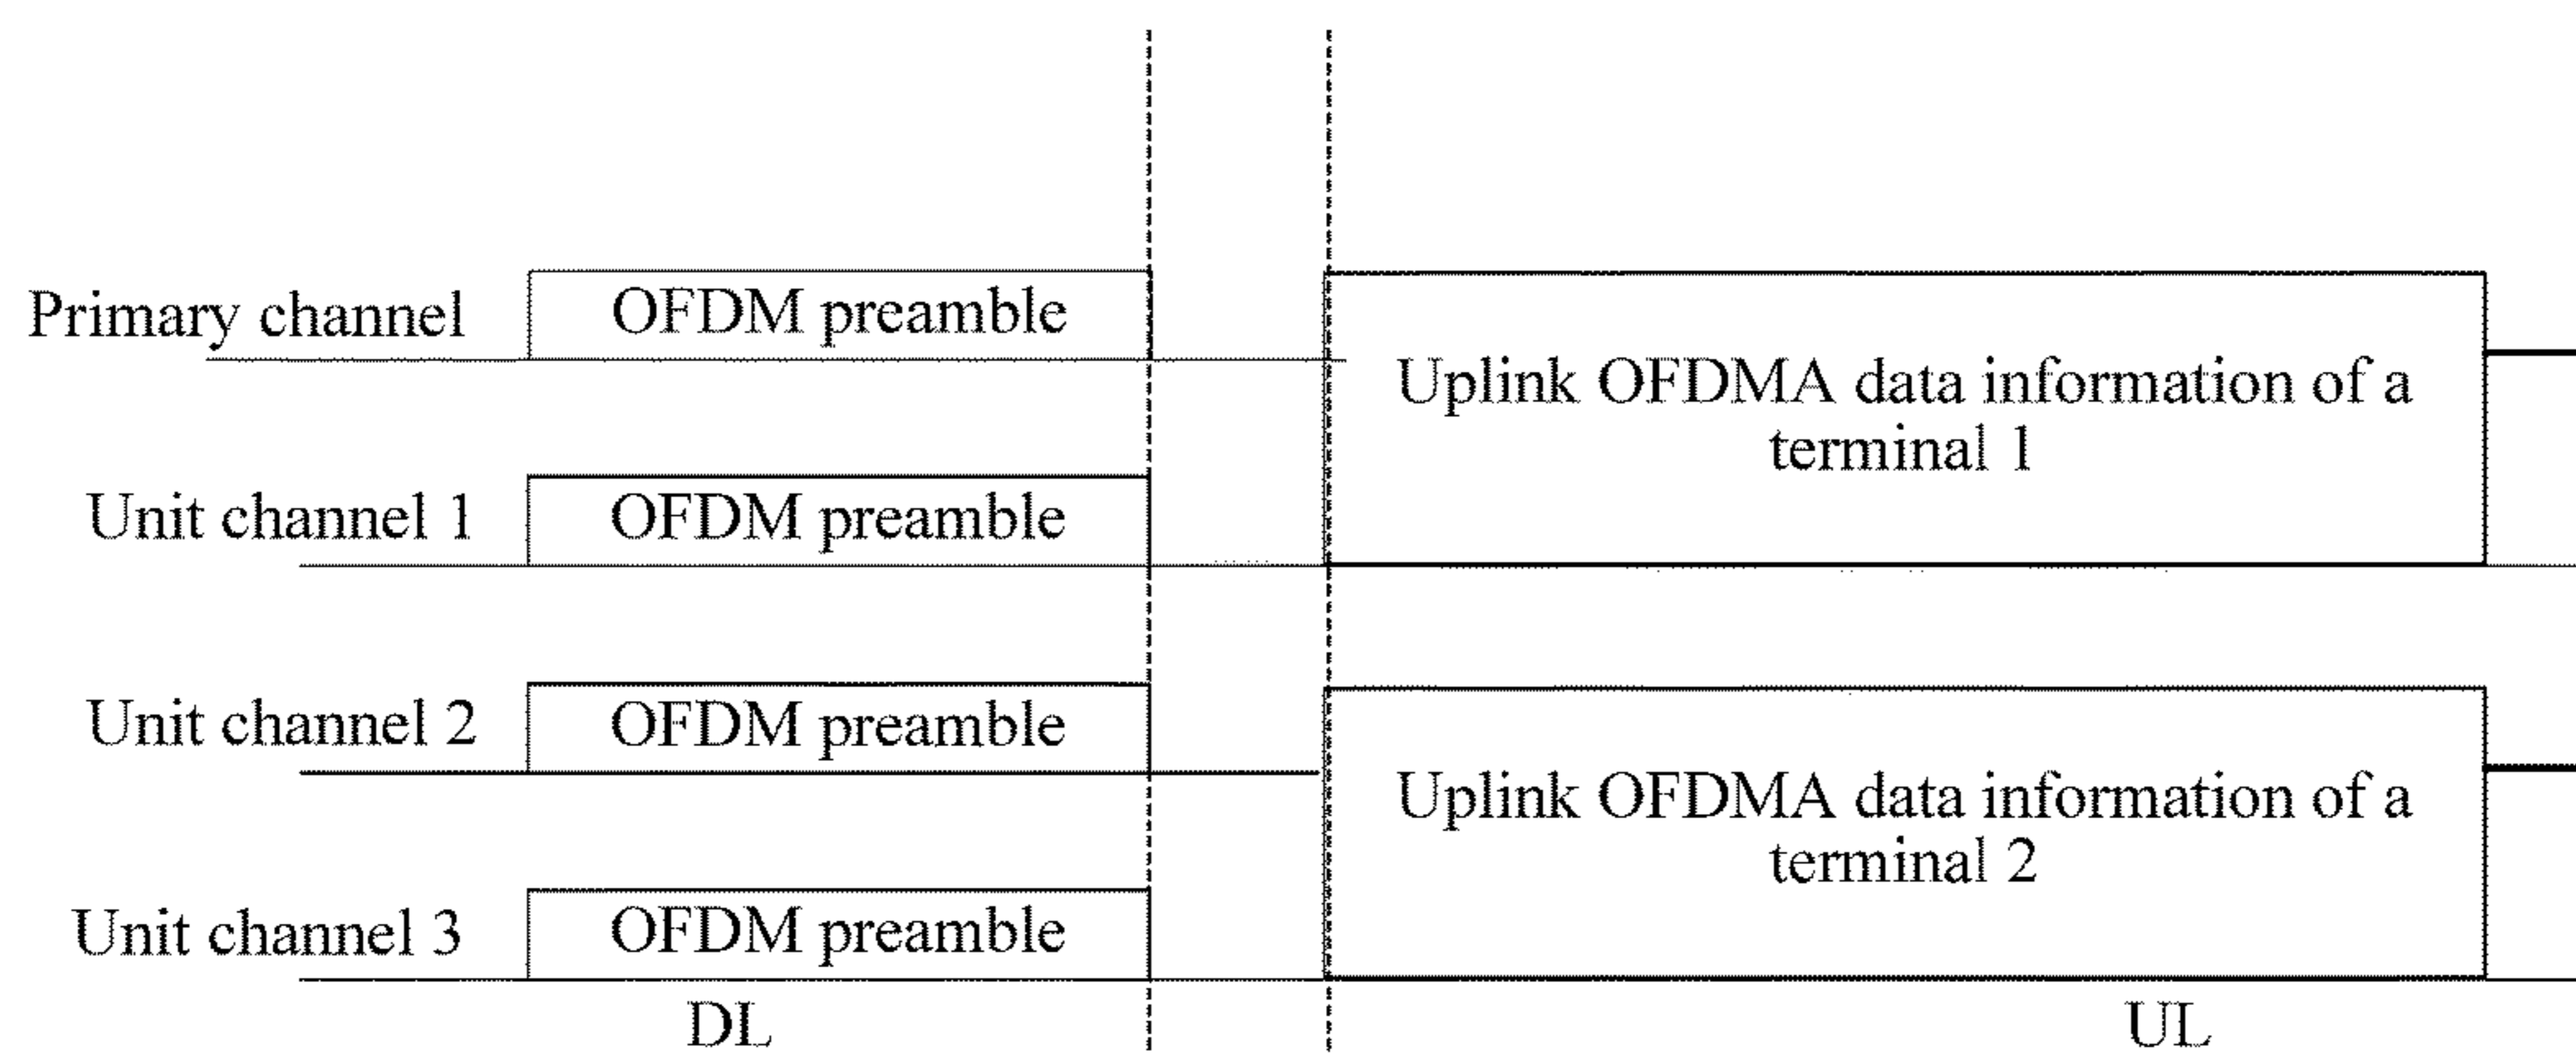 Primary channel
OFDM preamble
Uplink OFDMA data information of a
terminal 1
Unit channel 1
OFDM preamble
Unit channel 2
OFDM preamble
Uplink OFDMA data information of a
terminal 2
Unit channel 3
OFDM preamble
DL
UL